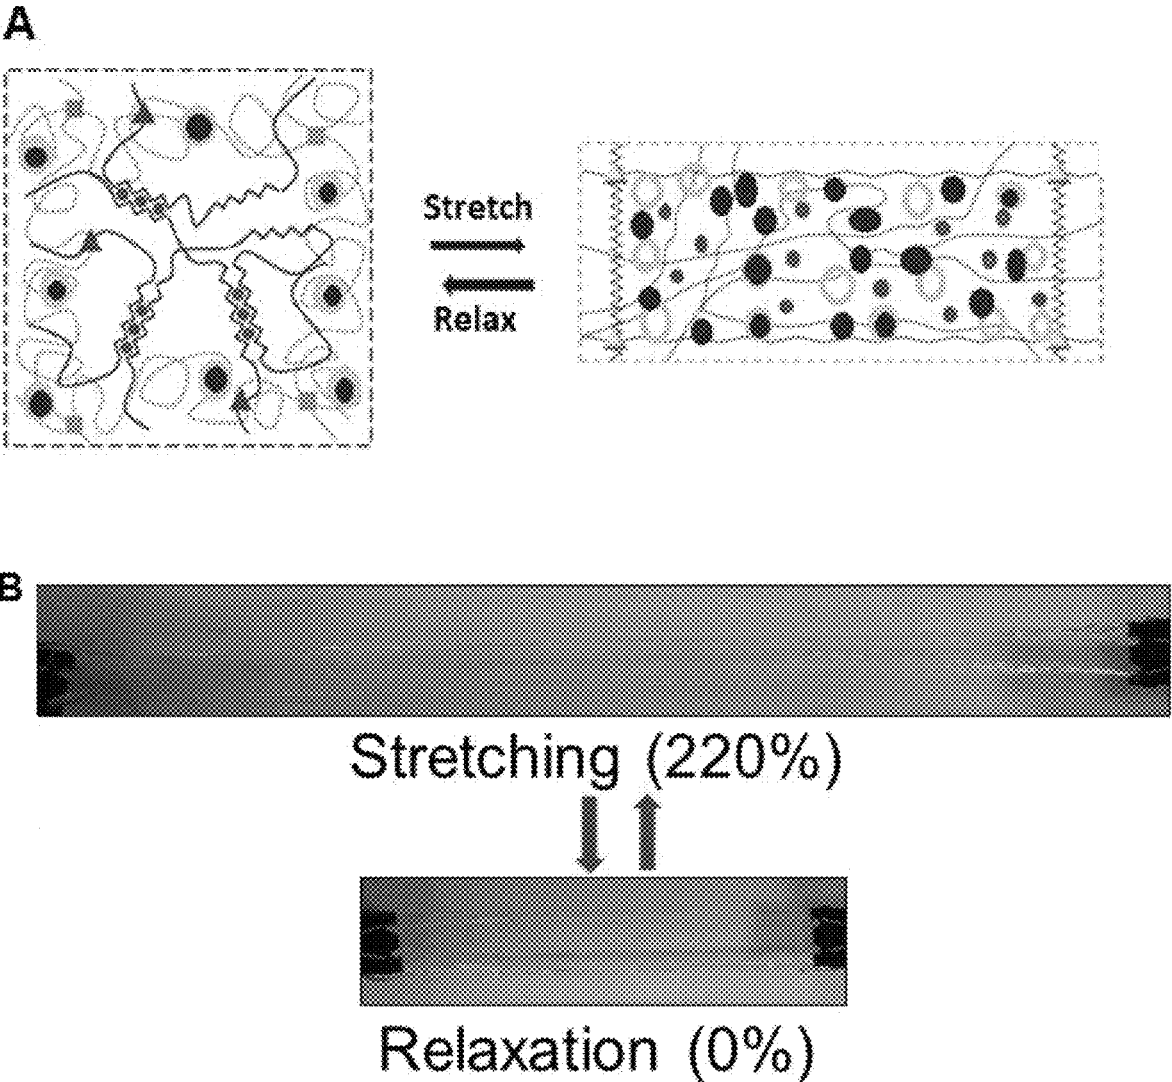 A
Stretch
Relax
B
Stretching (220%)
Relaxation (0%)